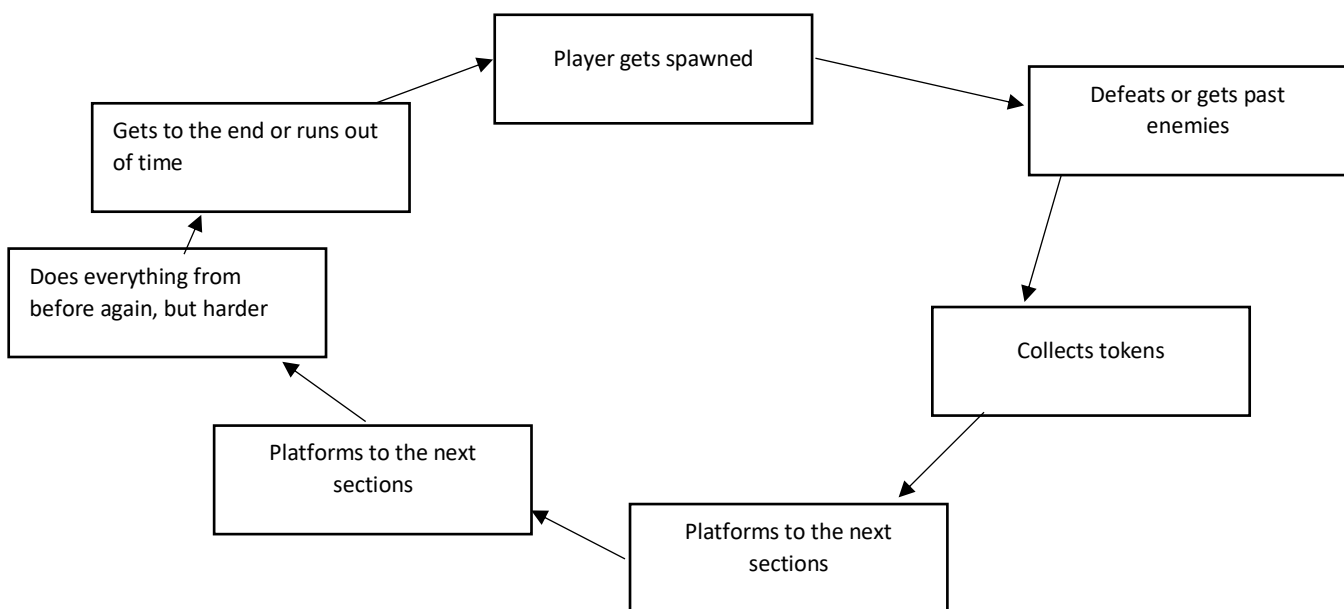 Player gets spawned
Defeats or gets past
enemies
Collects tokens
Platforms to the next
sections
Platforms to the next
sections
Does everything from
before again, but harder
Gets to the end or runs out
of time